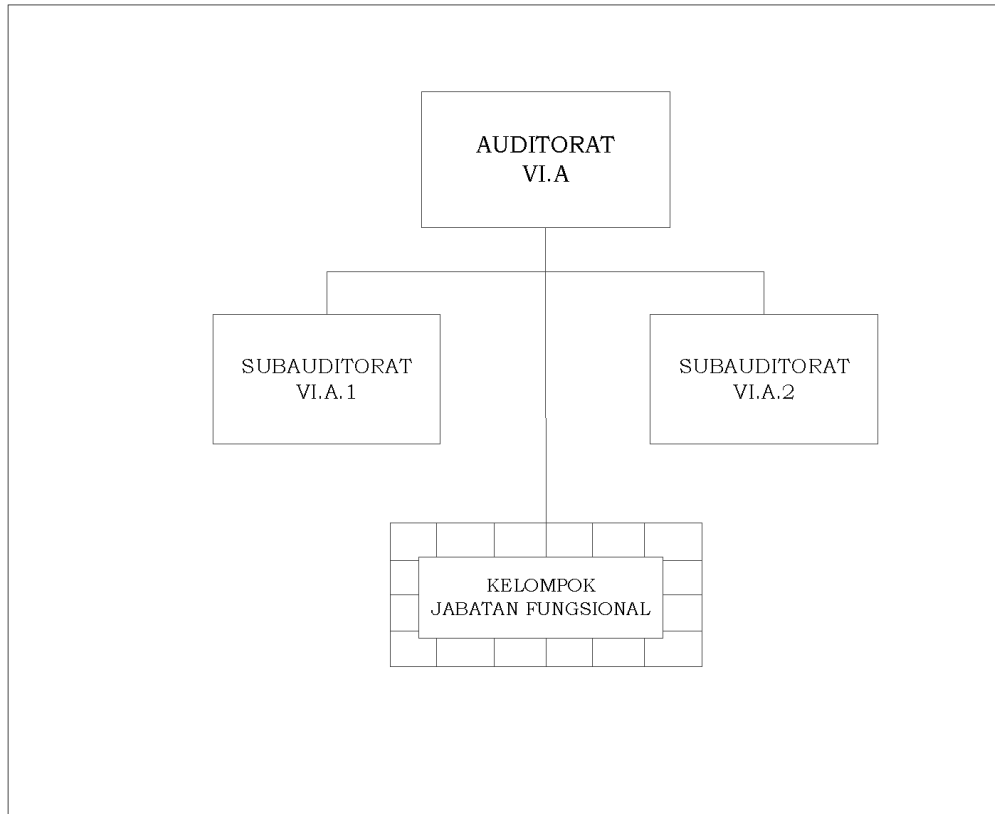 AUDITORAT
VI.A
SUBAUDITORAT
VI.A.1
SUBAUDITORAT
VI.A.2
KELOMPOK
JABATAN FUNGSIONAL